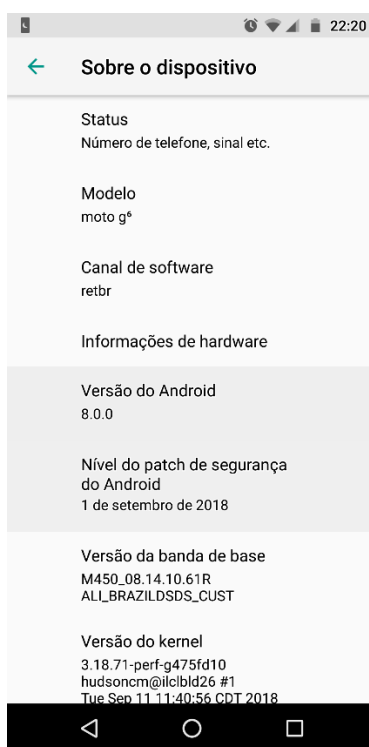 22:20
Sobre o dispositivo
Status
Número de telefone, sinal etc.
Modelo
moto g⁶
Canal de software
retbr
Informações de hardware
Versão do Android
8.0.0
Nível do patch de segurança
do Android
1 de setembro de 2018
Versão da banda de base
M450_08.14.10.61R
ALI_BRAZILDSDS_CUST
Versão do kernel
3.18.71-perf-g475fd10
hudsoncm@ilclbld26 #1
Tue Sep 11 11:40:56 CDT 2018